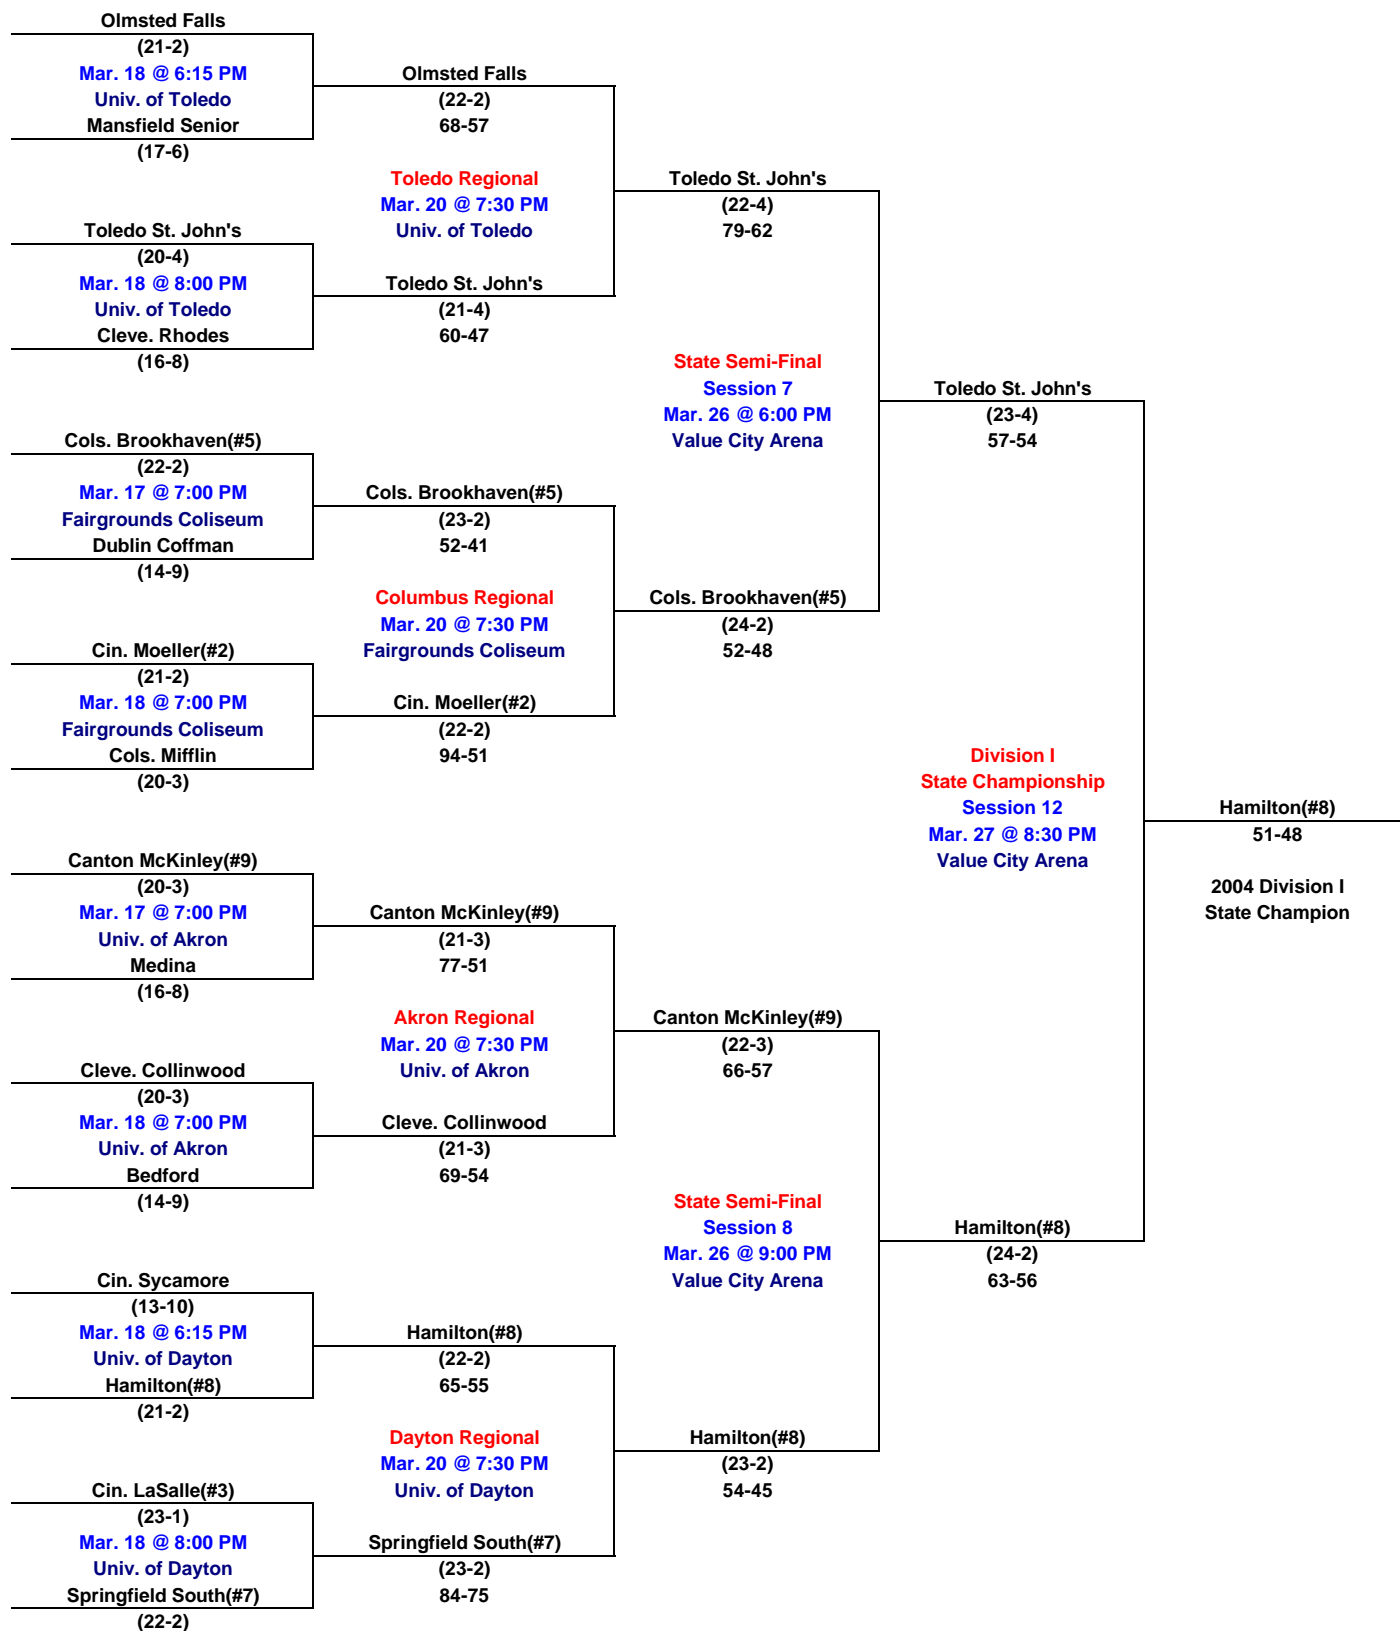 Olmsted Falls
(21-2)
Mar. 18 @ 6:15 PM
Univ. of Toledo
Mansfield Senior
(17-6)
Toledo St. John's
(20-4)
Mar. 18 @ 8:00 PM
Univ. of Toledo
Cleve. Rhodes
(16-8)
Cols. Brookhaven(#5)
(22-2)
Mar. 17 @ 7:00 PM
Fairgrounds Coliseum
Dublin Coffman
(14-9)
Cin. Moeller(#2)
(21-2)
Mar. 18 @ 7:00 PM
Fairgrounds Coliseum
Cols. Mifflin
(20-3)
Canton McKinley(#9)
(20-3)
Mar. 17 @ 7:00 PM
Univ. of Akron
Medina
(16-8)
Cleve. Collinwood
(20-3)
Mar. 18 @ 7:00 PM
Univ. of Akron
Bedford
(14-9)
Cin. Sycamore
(13-10)
Mar. 18 @ 6:15 PM
Univ. of Dayton
Hamilton(#8)
(21-2)
Cin. LaSalle(#3)
(23-1)
Mar. 18 @ 8:00 PM
Univ. of Dayton
Springfield South(#7)
(22-2)
Olmsted Falls
(22-2)
68-57
Toledo Regional
Mar. 20 @ 7:30 PM
Univ. of Toledo
Toledo St. John's
(21-4)
60-47
Cols. Brookhaven(#5)
(23-2)
52-41
Columbus Regional
Mar. 20 @ 7:30 PM
Fairgrounds Coliseum
Cin. Moeller(#2)
(22-2)
94-51
Canton McKinley(#9)
(21-3)
77-51
Akron Regional
Mar. 20 @ 7:30 PM
Univ. of Akron
Cleve. Collinwood
(21-3)
69-54
Hamilton(#8)
(22-2)
65-55
Dayton Regional
Mar. 20 @ 7:30 PM
Univ. of Dayton
Springfield South(#7)
(23-2)
84-75
Toledo St. John's
(22-4)
79-62
State Semi-Final
Session 7
Mar. 26 @ 6:00 PM
Value City Arena
Cols. Brookhaven(#5)
(24-2)
52-48
Canton McKinley(#9)
(22-3)
66-57
State Semi-Final
Session 8
Mar. 26 @ 9:00 PM
Value City Arena
Hamilton(#8)
(23-2)
54-45
Toledo St. John's
(23-4)
57-54
Division I
State Championship
Session 12
Mar. 27 @ 8:30 PM
Value City Arena
Hamilton(#8)
(24-2)
63-56
Hamilton(#8)
51-48
2004 Division I
State Champion